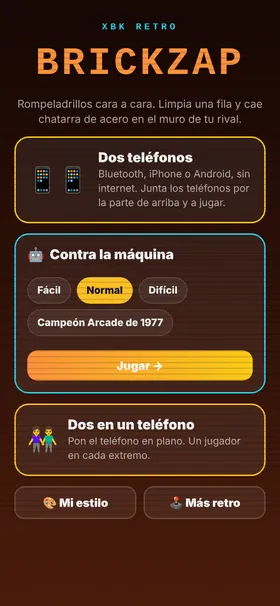 XBK RETRO
BRICKZAP
Rompeladrillos cara a cara. Limpia una fila y cae
chatarra de acero en el muro de tu rival.
Dos teléfonos
Bluetooth, iPhone o Android, sin
internet. Junta los teléfonos por
la parte de arriba y a jugar.
Contra la máquina
Fácil
Normal
Difícil
Campeón Arcade de 1977
Jugar →
Dos en un teléfono
Pon el teléfono en plano. Un jugador
en cada extremo.
Mi estilo
Más retro